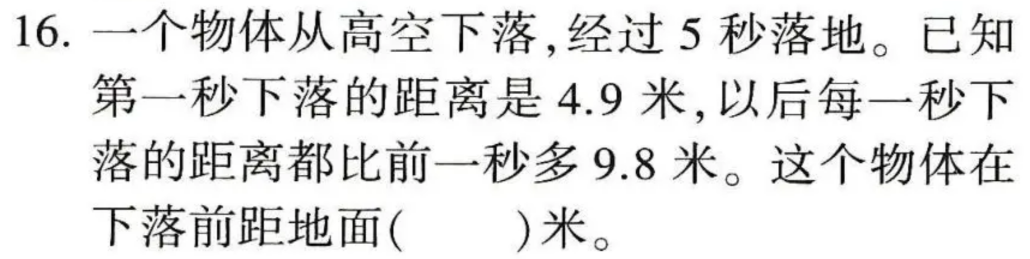 16. 一个物体从高空下落,经过 5 秒落地。已知
第一秒下落的距离是 4.9 米,以后每一秒下
落的距离都比前一秒多 9.8 米。这个物体在
下落前距地面(    )米。